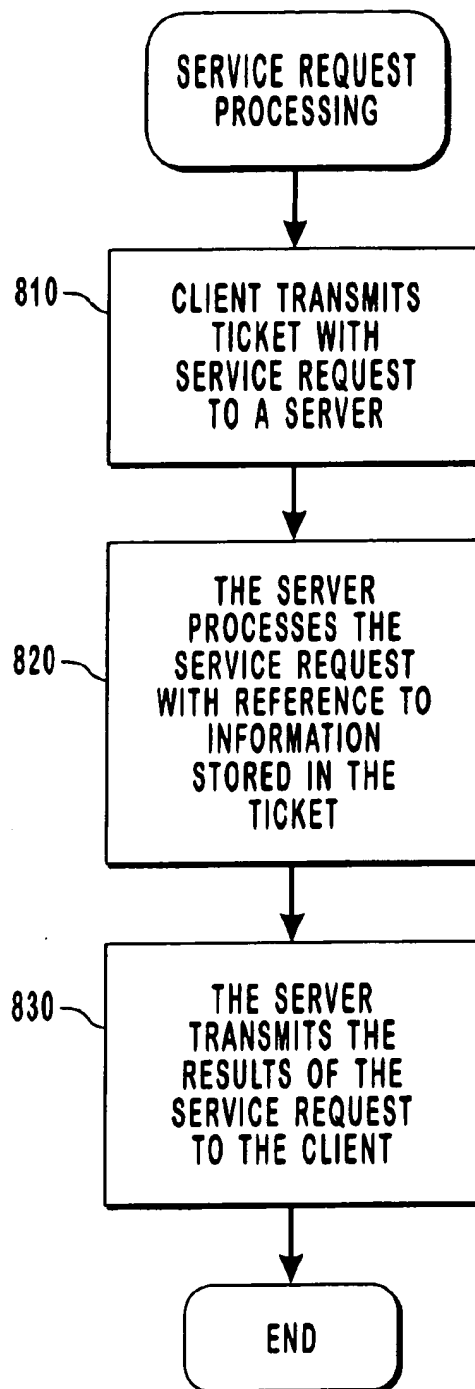 SERVICE REQUEST
PROCESSING
810
CLIENT TRANSMITS
TICKET WITH
SERVICE REQUEST
TO A SERVER
820
THE SERVER
PROCESSES THE
SERVICE REQUEST
WITH REFERENCE TO
INFORMATION
STORED IN THE
TICKET
830
THE SERVER
TRANSMITS THE
RESULTS OF THE
SERVICE REQUEST
TO THE CLIENT
END